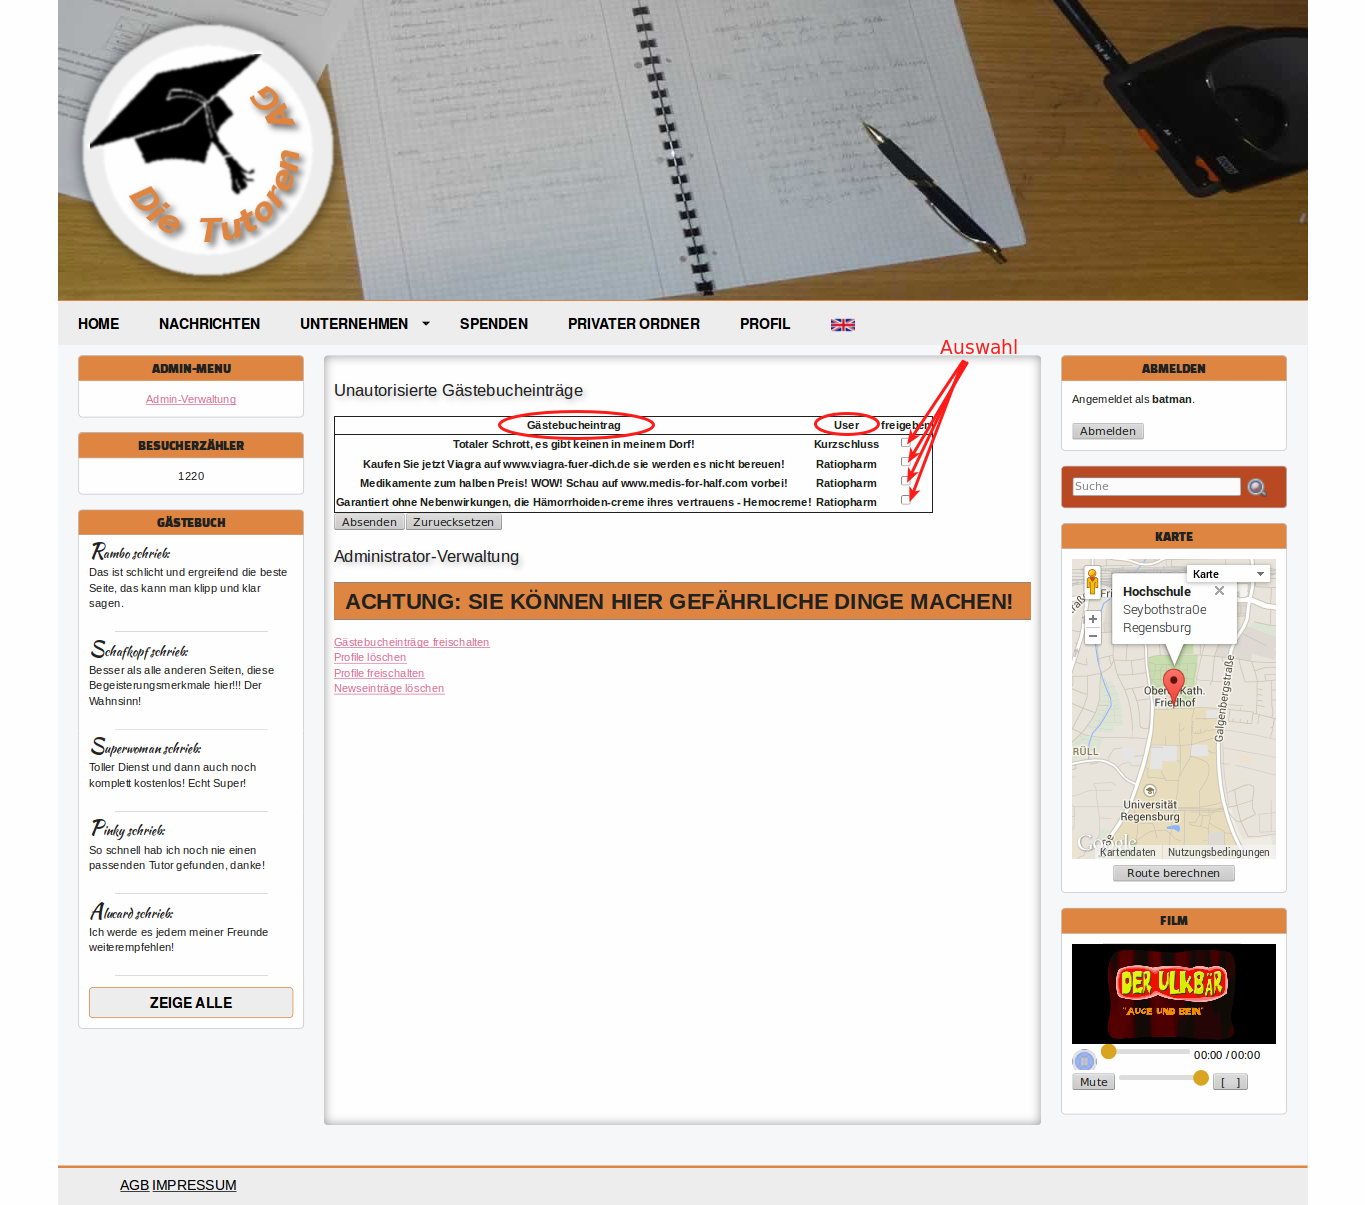 Die Tutoren AG
HOME NACHRICHTEN UNTERNEHMEN SPENDEN PRIVATER ORDNER PROFIL
Auswahl
ADMIN-MENU
Admin-Verwaltung
BESUCHERZÄHLER
1220
GÄSTEBUCH
Rambo schrieb:
Das ist schlicht und ergreifend die beste
Seite, das kann man klipp und klar
sagen.
Schafkopf schrieb:
Besser als alle anderen Seiten, diese
Begeisterungsmerkmale hier!!! Der
Wahnsinn!
Superwoman schrieb:
Toller Dienst und dann auch noch
komplett kostenlos! Echt Super!
Pinky schrieb:
So schnell hab ich noch nie einen
passenden Tutor gefunden, danke!
Alucard schrieb:
Ich werde es jedem meiner Freunde
weiterempfehlen!
ZEIGE ALLE
Unautorisierte Gästebucheinträge
Gästebucheintrag User freigeben
Totaler Schrott, es gibt keinen in meinem Dorf! Kurzschluss
Kaufen Sie jetzt Viagra auf www.viagra-fuer-dich.de sie werden es nicht bereuen! Ratiopharm
Medikamente zum halben Preis! WOW! Schau auf www.medis-for-half.com vorbei! Ratiopharm
Garantiert ohne Nebenwirkungen, die Hämorrhoiden-creme ihres vertrauens - Hemocreme! Ratiopharm
Absenden Zuruecksetzen
Administrator-Verwaltung
ACHTUNG: SIE KÖNNEN HIER GEFÄHRLICHE DINGE MACHEN!
Gästebucheinträge freischalten
Profile löschen
Profile freischalten
Newseinträge löschen
ABMELDEN
Angemeldet als batman.
Abmelden
Suche
KARTE
Karte
Hochschule
Seybothstra0e
Regensburg
Kath.
Friedhof
Galgenbergstraße
RÜLL
Universität
Regensburg
Google
Kartendaten Nutzungsbedingungen
Route berechnen
FILM
DER ULKBÄR
"AUGE UND BEIN"
00:00 / 00:00
Mute [ ]
AGB IMPRESSUM